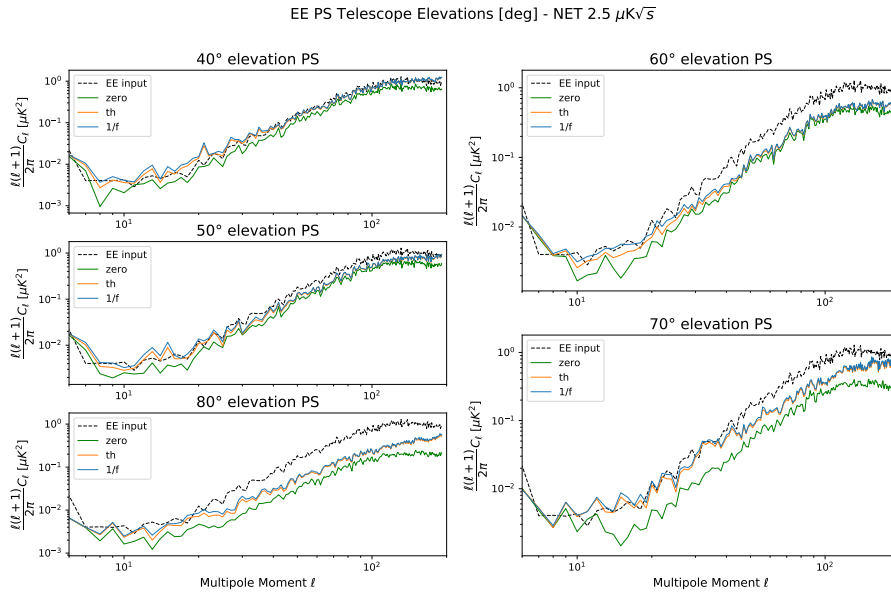 EE PS Telescope Elevations [deg] - NET 2.5 μK√s
40° elevation PS
ℓ(ℓ+1)/2π Cℓ [μK²]
EE input
zero
th
1/f
10⁰
10⁻¹
10⁻²
10⁻³
10¹
10²
50° elevation PS
ℓ(ℓ+1)/2π Cℓ [μK²]
EE input
zero
th
1/f
10⁰
10⁻¹
10⁻²
10¹
10²
80° elevation PS
ℓ(ℓ+1)/2π Cℓ [μK²]
EE input
zero
th
1/f
10⁰
10⁻¹
10⁻²
10⁻³
10¹
10²
Multipole Moment ℓ
60° elevation PS
ℓ(ℓ+1)/2π Cℓ [μK²]
EE input
zero
th
1/f
10⁰
10⁻¹
10⁻²
10¹
10²
70° elevation PS
ℓ(ℓ+1)/2π Cℓ [μK²]
EE input
zero
th
1/f
10⁰
10⁻¹
10⁻²
10¹
10²
Multipole Moment ℓ